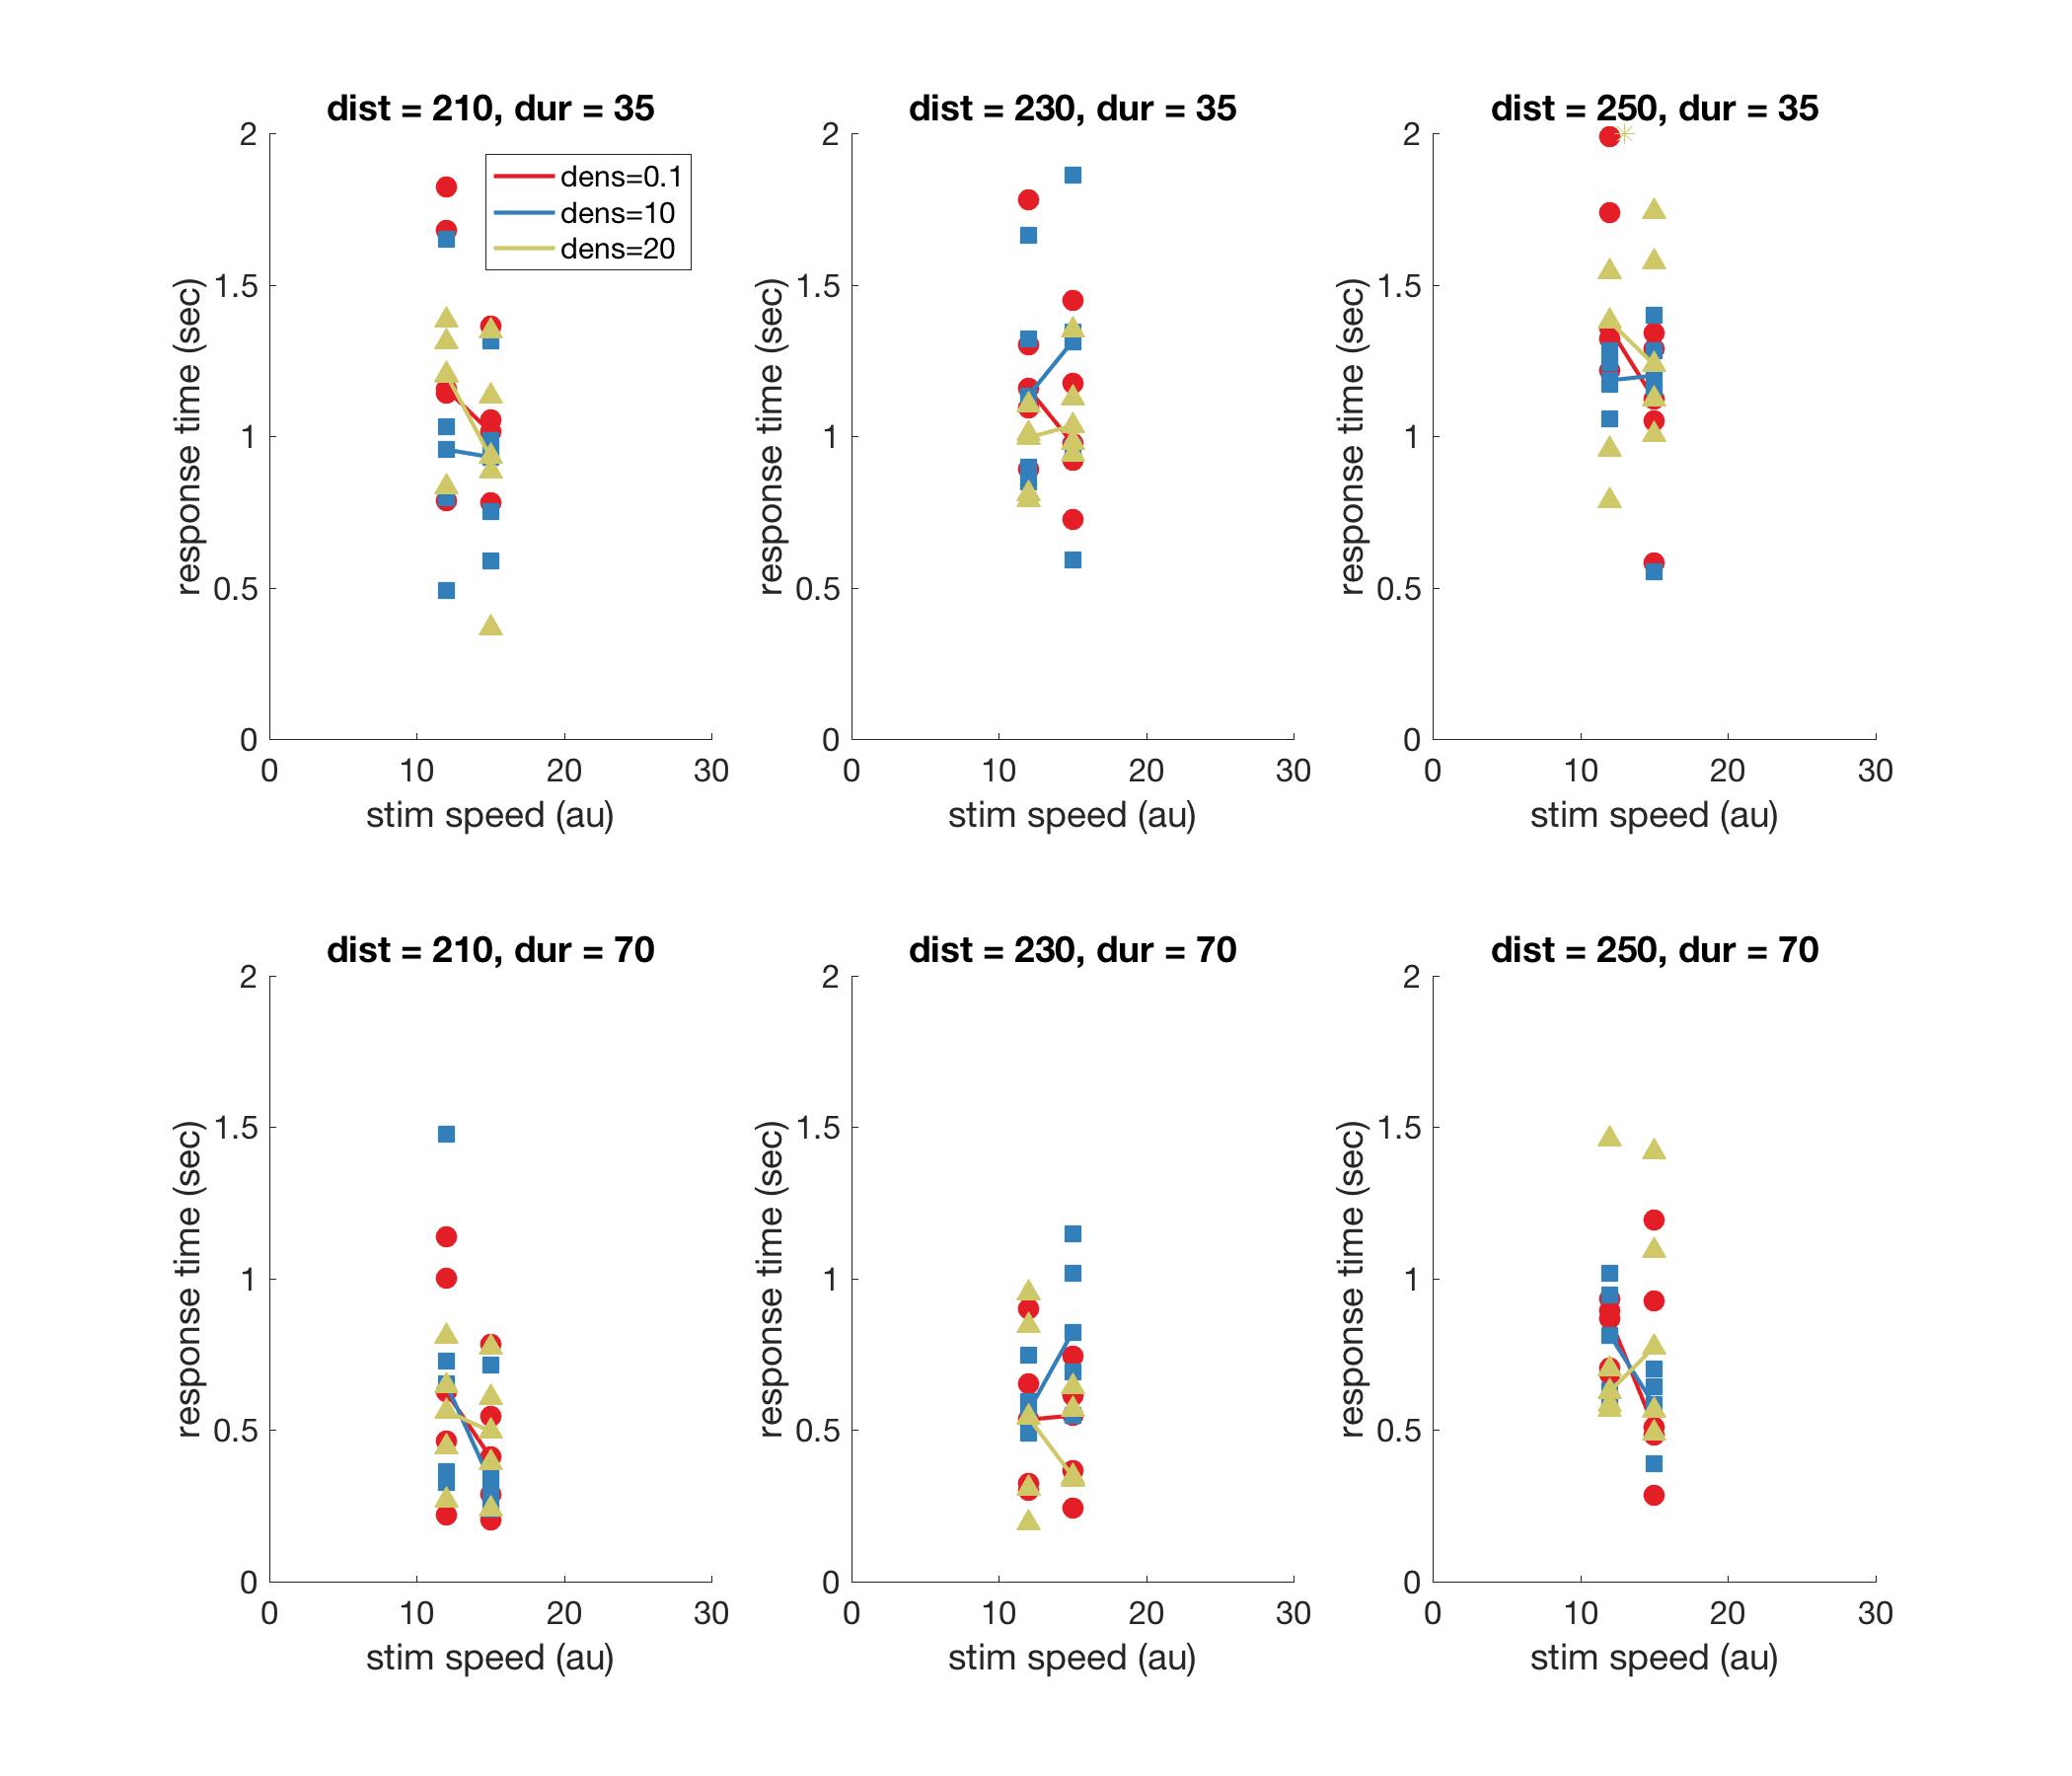 dist = 210, dur = 35
dist = 230, dur = 35
dist = 250, dur = 35
2
1.5
1
0.5
0
response time (sec)
dens=0.1
dens=10
dens=20
0 10 20 30
stim speed (au)
2
1.5
1
0.5
0
response time (sec)
0 10 20 30
stim speed (au)
2
1.5
1
0.5
0
response time (sec)
0 10 20 30
stim speed (au)
dist = 210, dur = 70
dist = 230, dur = 70
dist = 250, dur = 70
2
1.5
1
0.5
0
response time (sec)
0 10 20 30
stim speed (au)
2
1.5
1
0.5
0
response time (sec)
0 10 20 30
stim speed (au)
2
1.5
1
0.5
0
response time (sec)
0 10 20 30
stim speed (au)